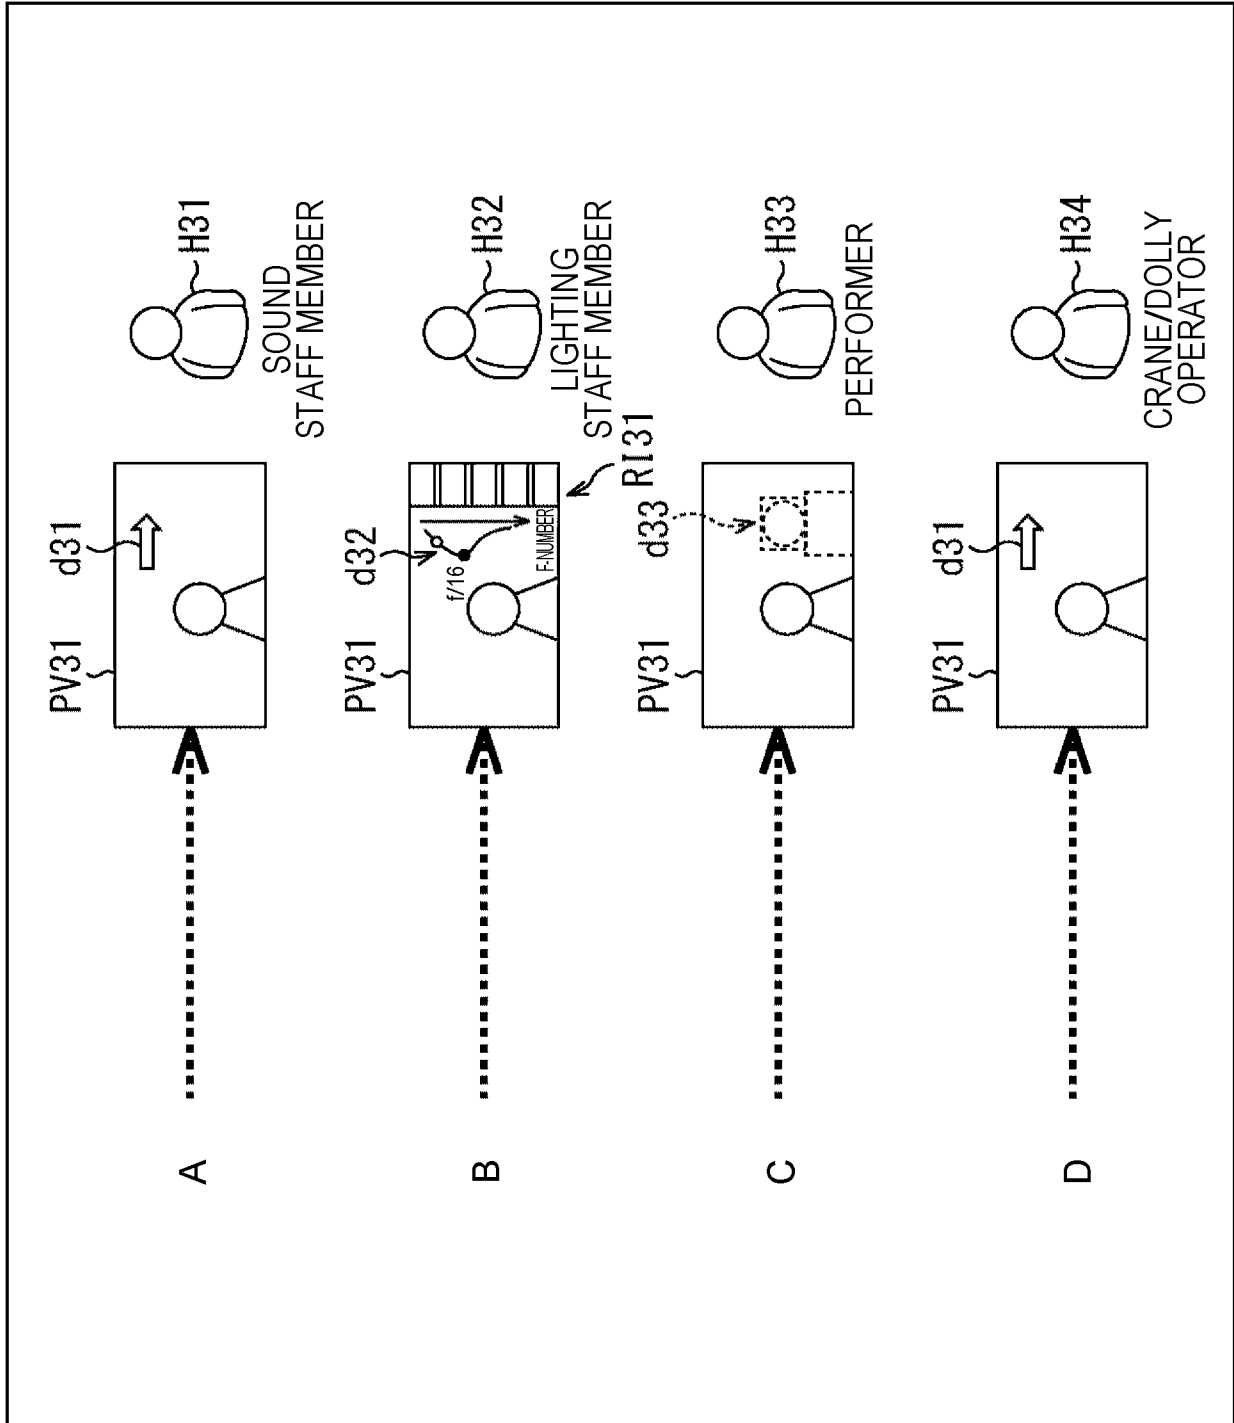 A
PV31
d31
H31
SOUND
STAFF MEMBER
B
PV31
d32
f/16
F-NUMBER
RI31
H32
LIGHTING
STAFF MEMBER
C
PV31
d33
H33
PERFORMER
D
PV31
d31
H34
CRANE/DOLLY
OPERATOR